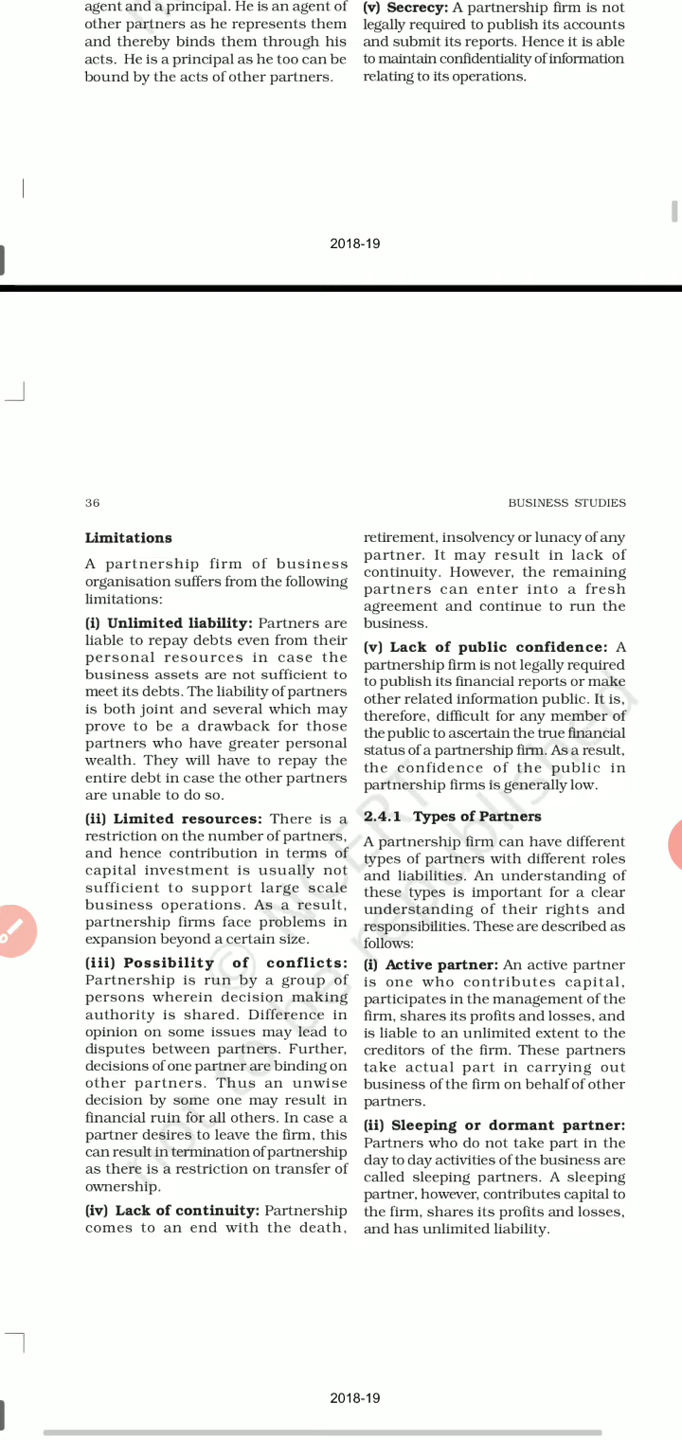 agent and a principal. He is an agent of
other partners as he represents them
and thereby binds them through his
acts. He is a principal as he too can be
bound by the acts of other partners.
(v) Secrecy: A partnership firm is not
legally required to publish its accounts
and submit its reports. Hence it is able
to maintain confidentiality of information
relating to its operations.
2018-19
36
BUSINESS STUDIES
Limitations
A partnership firm of business
organisation suffers from the following
limitations:
(i) Unlimited liability: Partners are
liable to repay debts even from their
personal resources in case the
business assets are not sufficient to
meet its debts. The liability of partners
is both joint and several which may
prove to be a drawback for those
partners who have greater personal
wealth. They will have to repay the
entire debt in case the other partners
are unable to do so.
(ii) Limited resources: There is a
restriction on the number of partners,
and hence contribution in terms of
capital investment is usually not
sufficient to support large scale
business operations. As a result,
partnership firms face problems in
expansion beyond a certain size.
(iii) Possibility of conflicts:
Partnership is run by a group of
persons wherein decision making
authority is shared. Difference in
opinion on some issues may lead to
disputes between partners. Further,
decisions of one partner are binding on
other partners. Thus an unwise
decision by some one may result in
financial ruin for all others. In case a
partner desires to leave the firm, this
can result in termination of partnership
as there is a restriction on transfer of
ownership.
(iv) Lack of continuity: Partnership
comes to an end with the death,
retirement, insolvency or lunacy of any
partner. It may result in lack of
continuity. However, the remaining
partners can enter into a fresh
agreement and continue to run the
business.
(v) Lack of public confidence: A
partnership firm is not legally required
to publish its financial reports or make
other related information public. It is,
therefore, difficult for any member of
the public to ascertain the true financial
status of a partnership firm. As a result,
the confidence of the public in
partnership firms is generally low.
2.4.1 Types of Partners
A partnership firm can have different
types of partners with different roles
and liabilities. An understanding of
these types is important for a clear
understanding of their rights and
responsibilities. These are described as
follows:
(i) Active partner: An active partner
is one who contributes capital,
participates in the management of the
firm, shares its profits and losses, and
is liable to an unlimited extent to the
creditors of the firm. These partners
take actual part in carrying out
business of the firm on behalf of other
partners.
(ii) Sleeping or dormant partner:
Partners who do not take part in the
day to day activities of the business are
called sleeping partners. A sleeping
partner, however, contributes capital to
the firm, shares its profits and losses,
and has unlimited liability.
© NCERT
not to be republished
2018-19